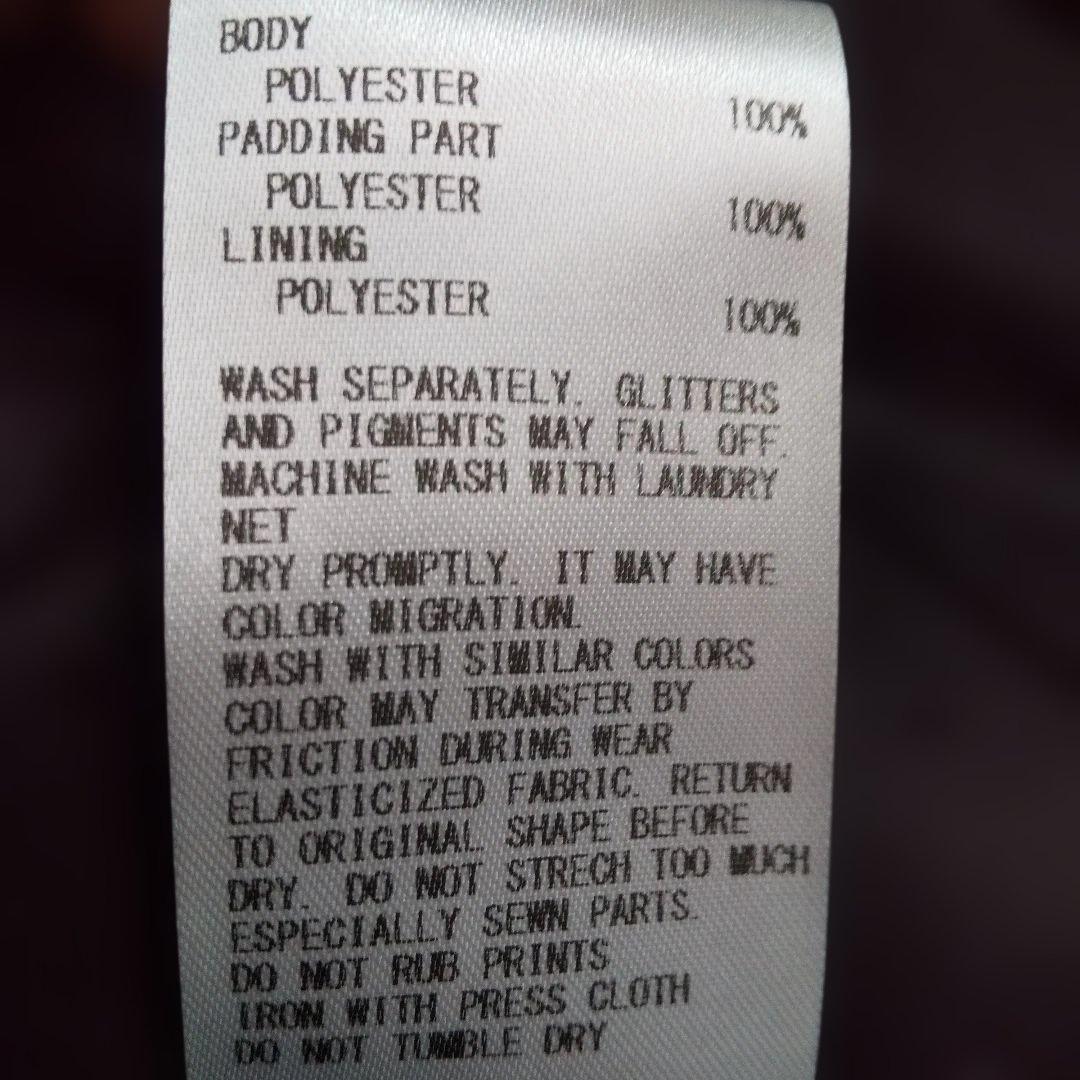 BODY
POLYESTER 100%
PADDING PART
POLYESTER 100%
LINING
POLYESTER 100%
WASH SEPARATELY. GLITTERS
AND PIGMENTS MAY FALL OFF.
MACHINE WASH WITH LAUNDRY
NET
DRY PROMPTLY. IT MAY HAVE
COLOR MIGRATION.
WASH WITH SIMILAR COLORS
COLOR MAY TRANSFER BY
FRICTION DURING WEAR
ELASTICIZED FABRIC. RETURN
TO ORIGINAL SHAPE BEFORE
DRY. DO NOT STRECH TOO MUCH
ESPECIALLY SEWN PARTS.
DO NOT RUB PRINTS
IRON WITH PRESS CLOTH
DO NOT TUMBLE DRY